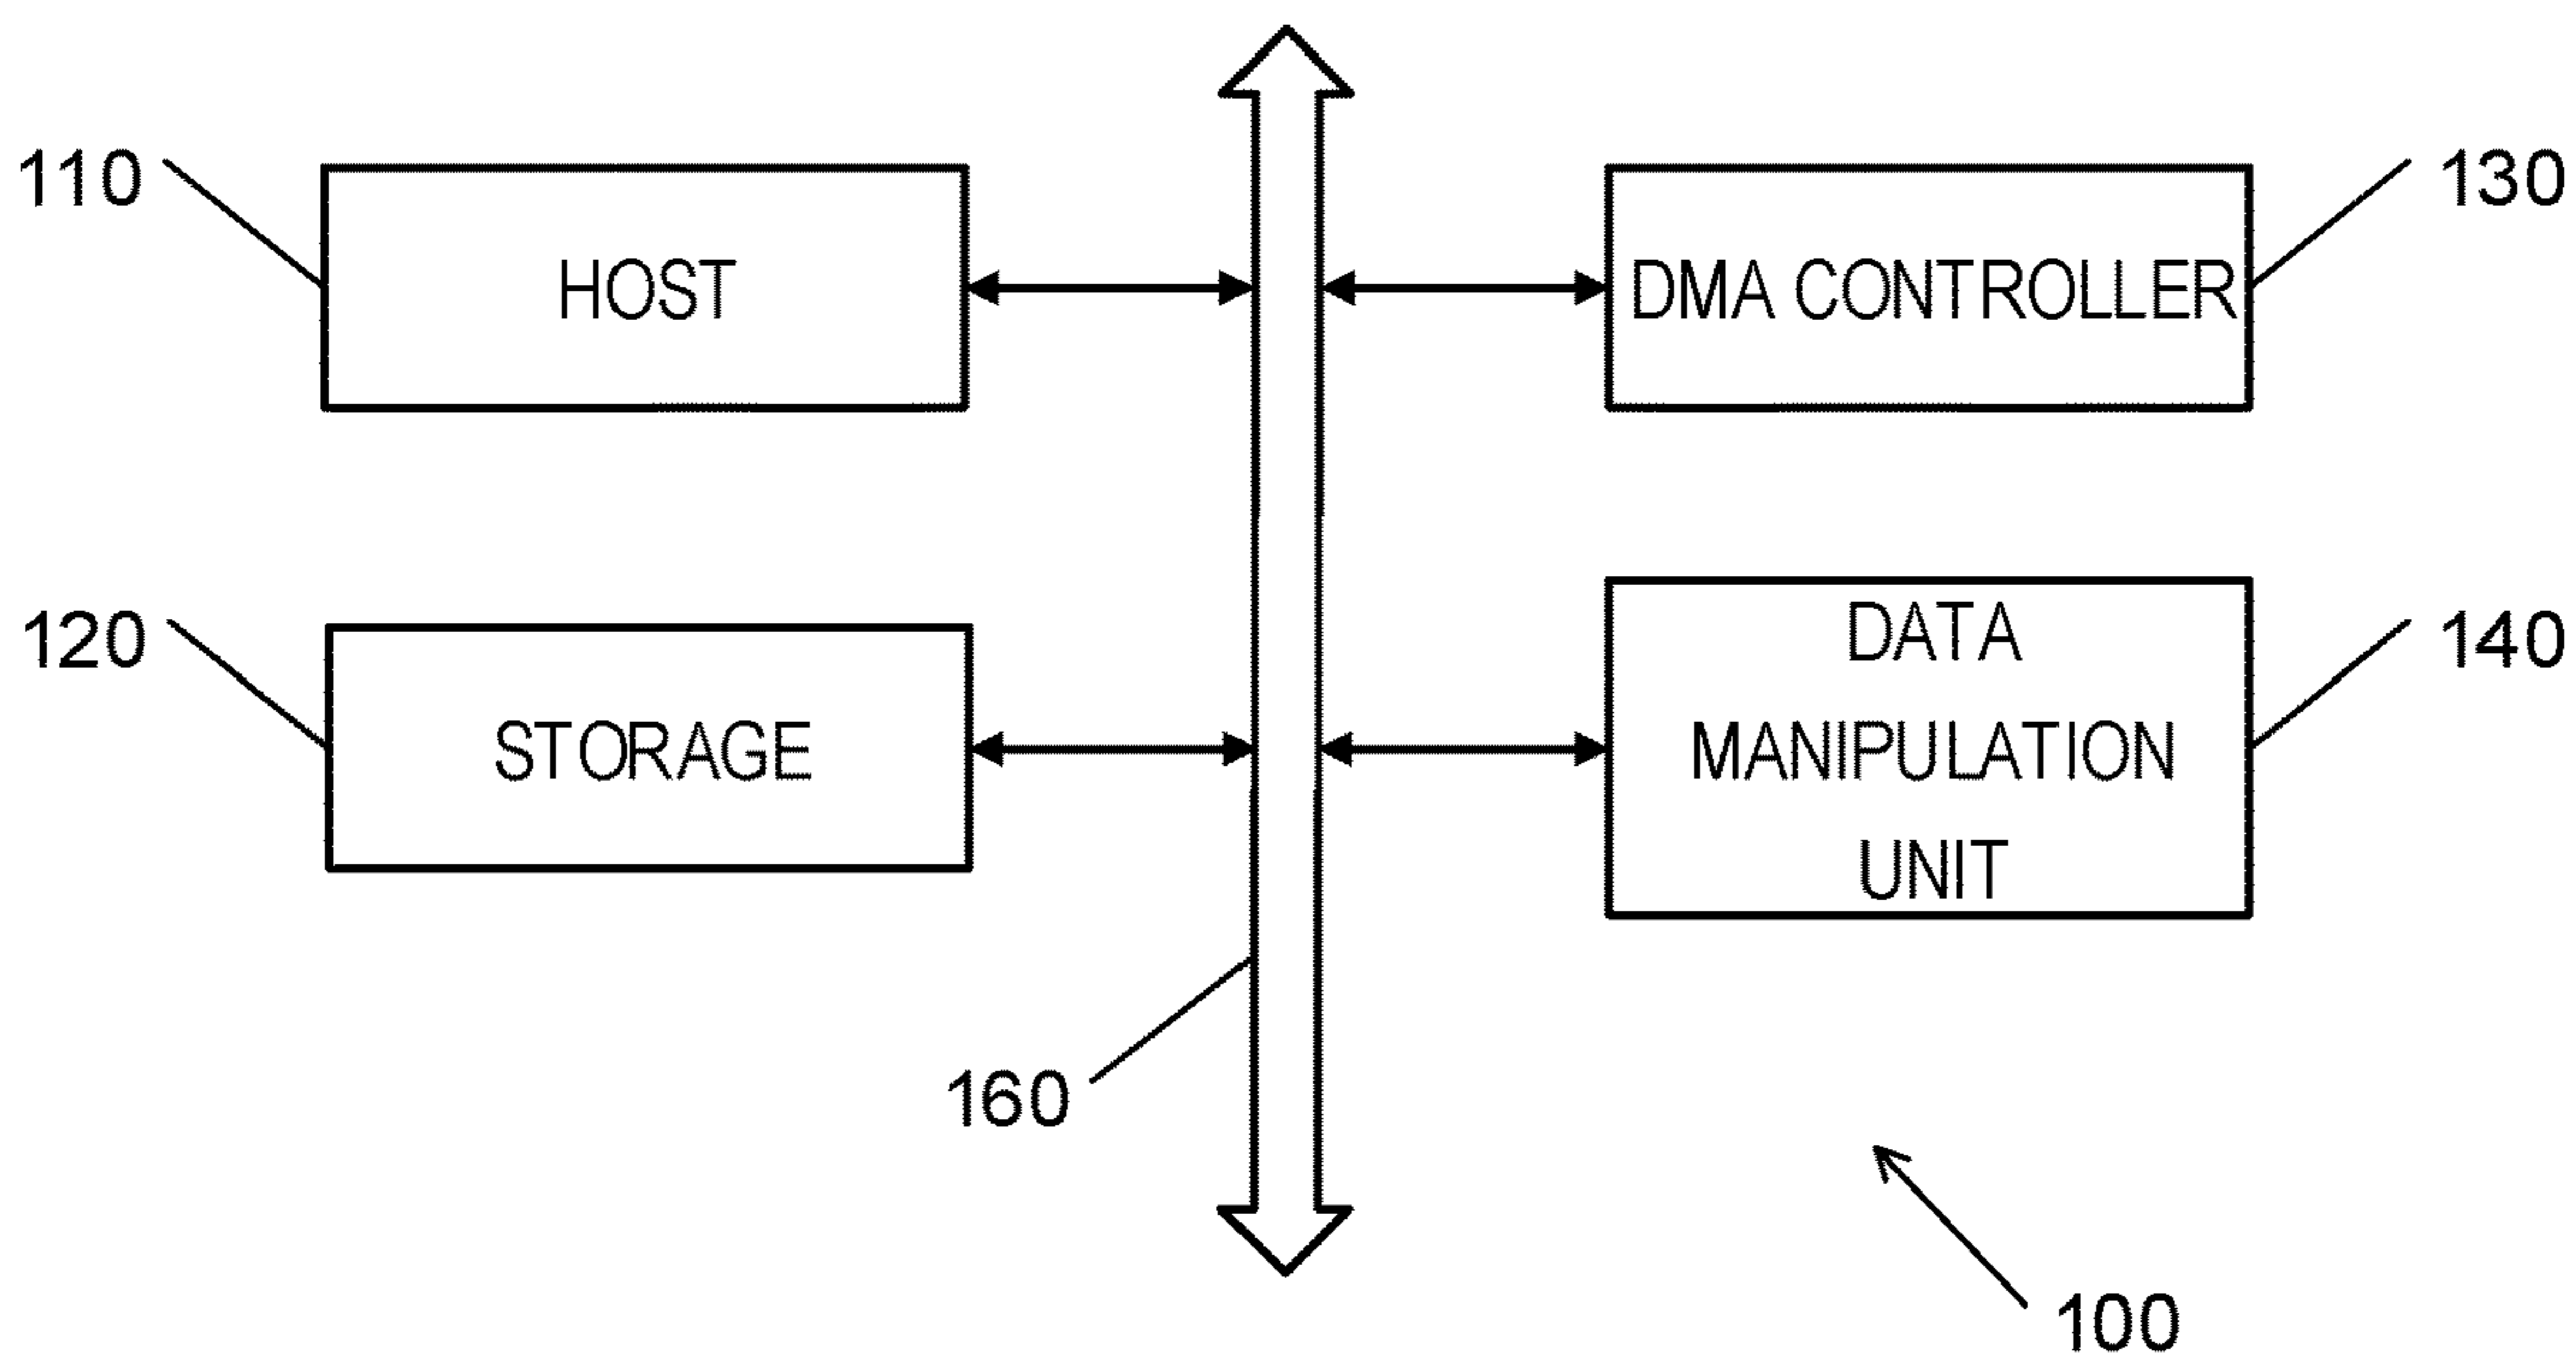 110
HOST
DMA CONTROLLER
130
120
STORAGE
DATA
MANIPULATION
UNIT
140
160
100